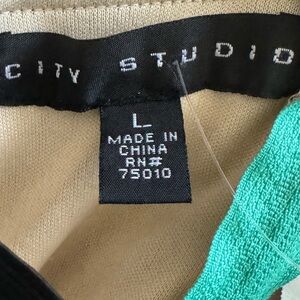 CITY STUDIO
L
MADE IN
CHINA
RN#
75010